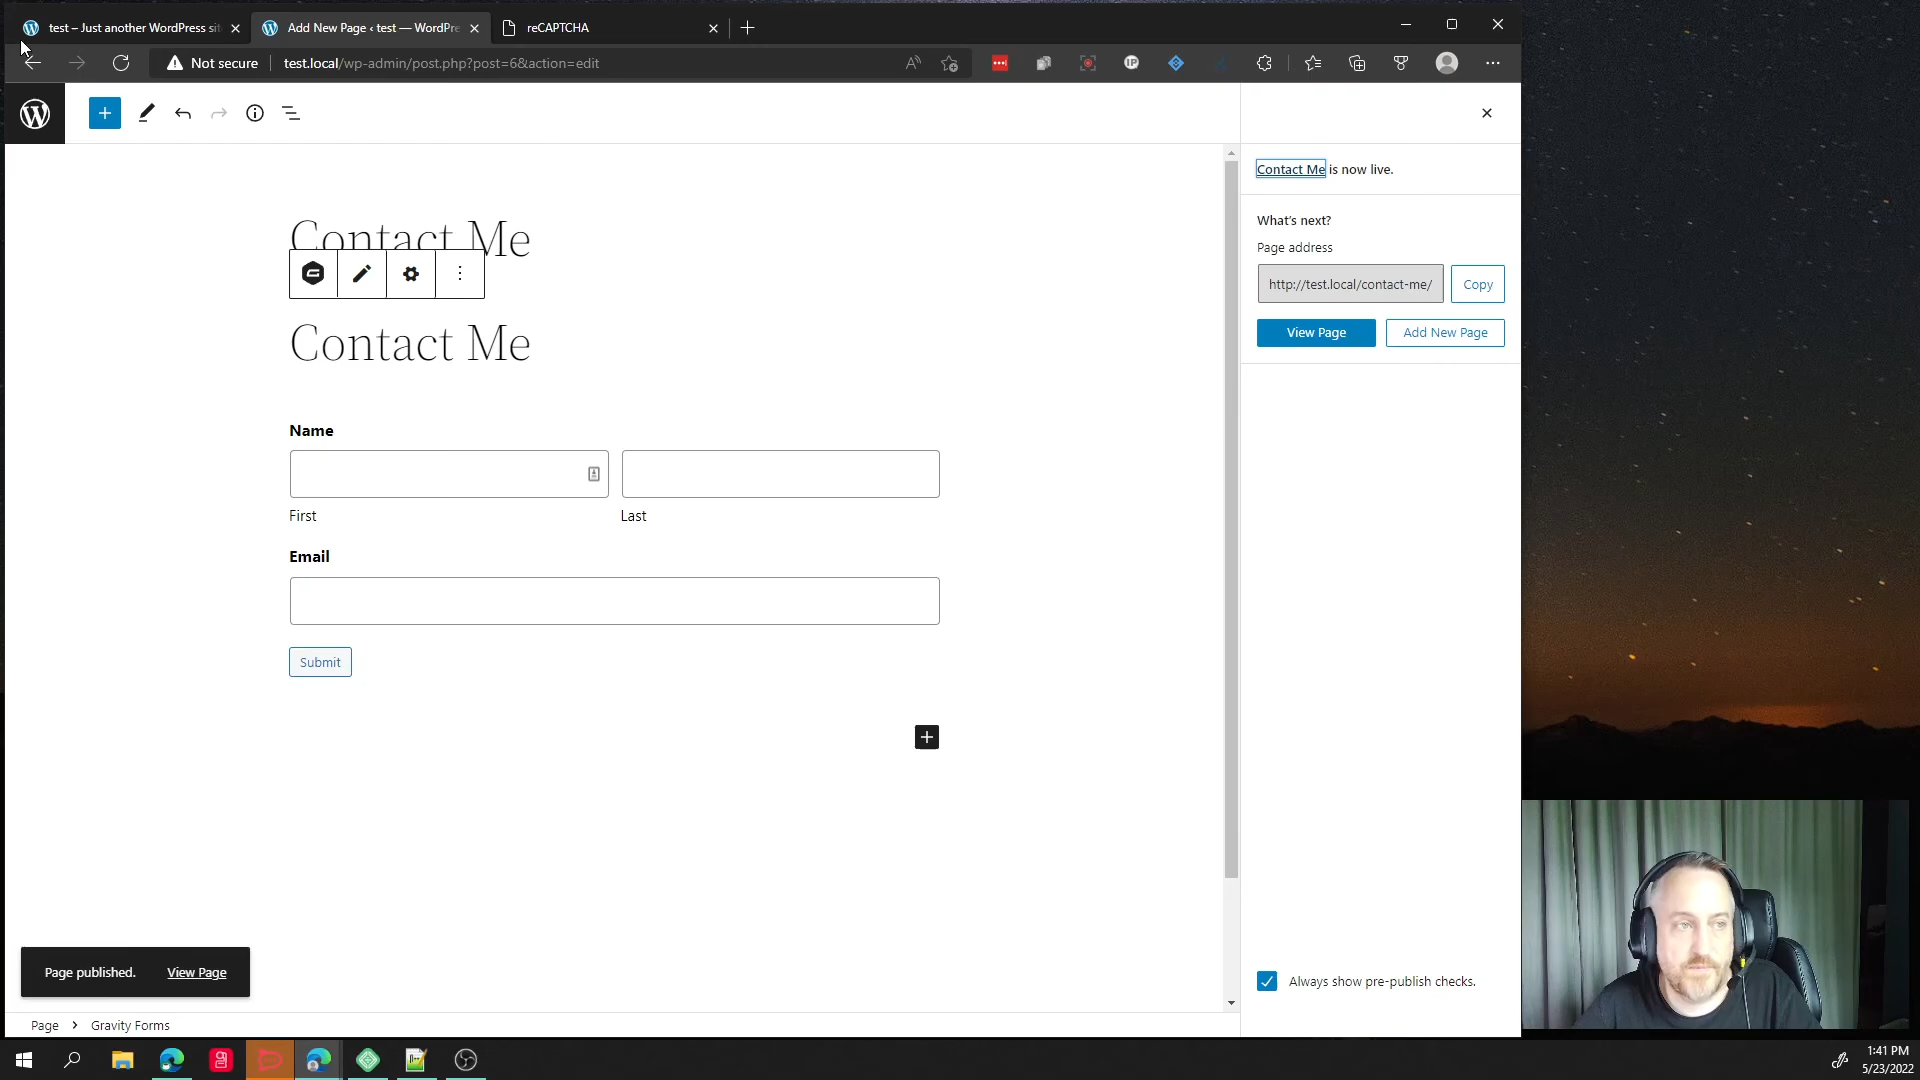 test – Just another WordPress sit
Add New Page ‹ test — WordPre
reCAPTCHA
Not secure
test.local/wp-admin/post.php?post=6&action=edit
Contact Me is now live.
What's next?
Page address
http://test.local/contact-me/
Copy
View Page
Add New Page
Contact Me
Contact Me
Name
First
Last
Email
Submit
Page published.
View Page
Always show pre-publish checks.
Page
Gravity Forms
1:41 PM
5/23/2022